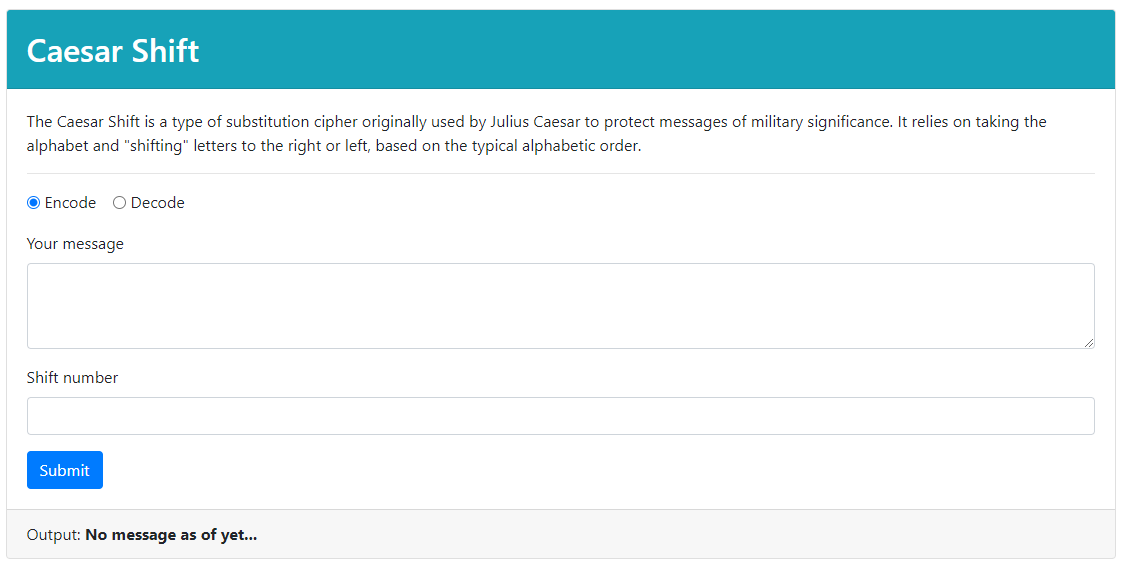 Caesar Shift
The Caesar Shift is a type of substitution cipher originally used by Julius Caesar to protect messages of military significance. It relies on taking the
alphabet and "shifting" letters to the right or left, based on the typical alphabetic order.
Encode Decode
Your message
Shift number
Submit
Output: No message as of yet...